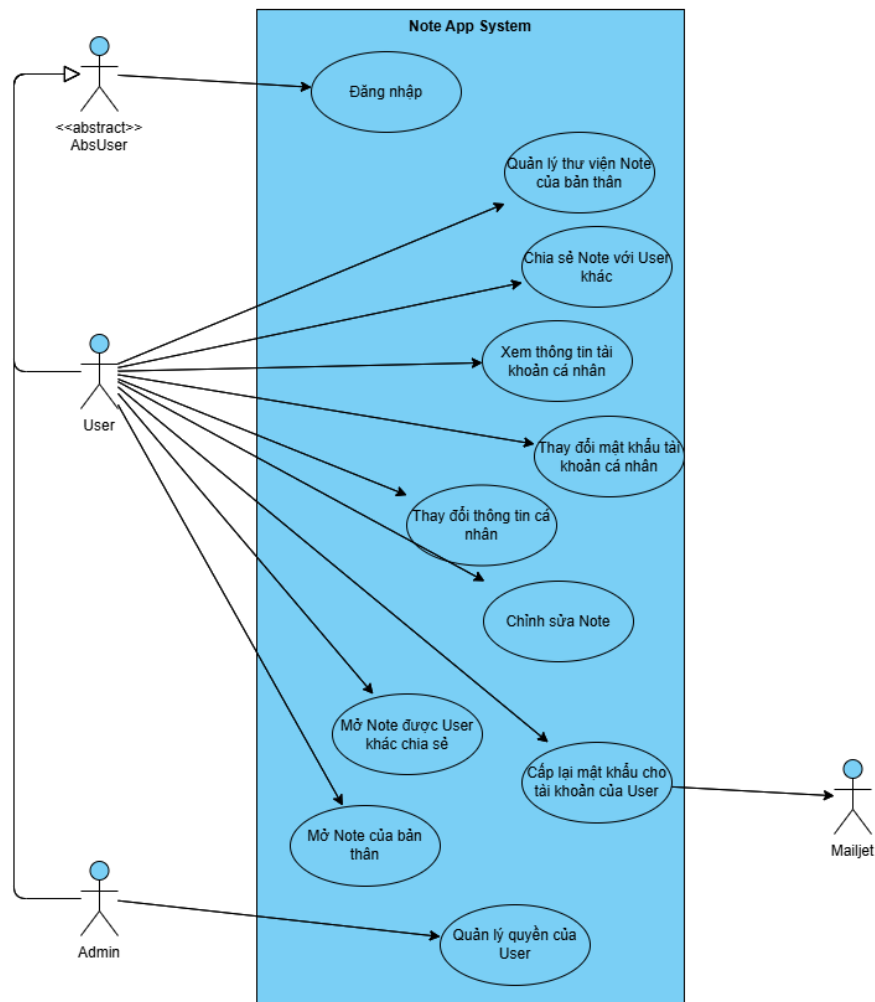 Note App System
Đăng nhập
<<abstract>>
AbsUser
Quản lý thư viện Note
của bản thân
Chia sẻ Note với User
khác
Xem thông tin tài
khoản cá nhân
User
Thay đổi mật khẩu tài
khoản cá nhân
Thay đổi thông tin cá
nhân
Chỉnh sửa Note
Mở Note được User
khác chia sẻ
Cấp lại mật khẩu cho
tài khoản của User
Mailjet
Mở Note của bản
thân
Admin
Quản lý quyền của
User